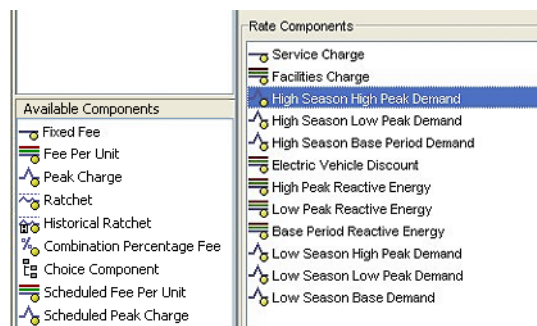 Rate Components
Service Charge
Facilities Charge
High Season High Peak Demand
High Season Low Peak Demand
High Season Base Period Demand
Electric Vehicle Discount
High Peak Reactive Energy
Low Peak Reactive Energy
Base Period Reactive Energy
Low Season High Peak Demand
Low Season Low Peak Demand
Low Season Base Demand
Available Components
Fixed Fee
Fee Per Unit
Peak Charge
Ratchet
Historical Ratchet
Combination Percentage Fee
Choice Component
Scheduled Fee Per Unit
Scheduled Peak Charge